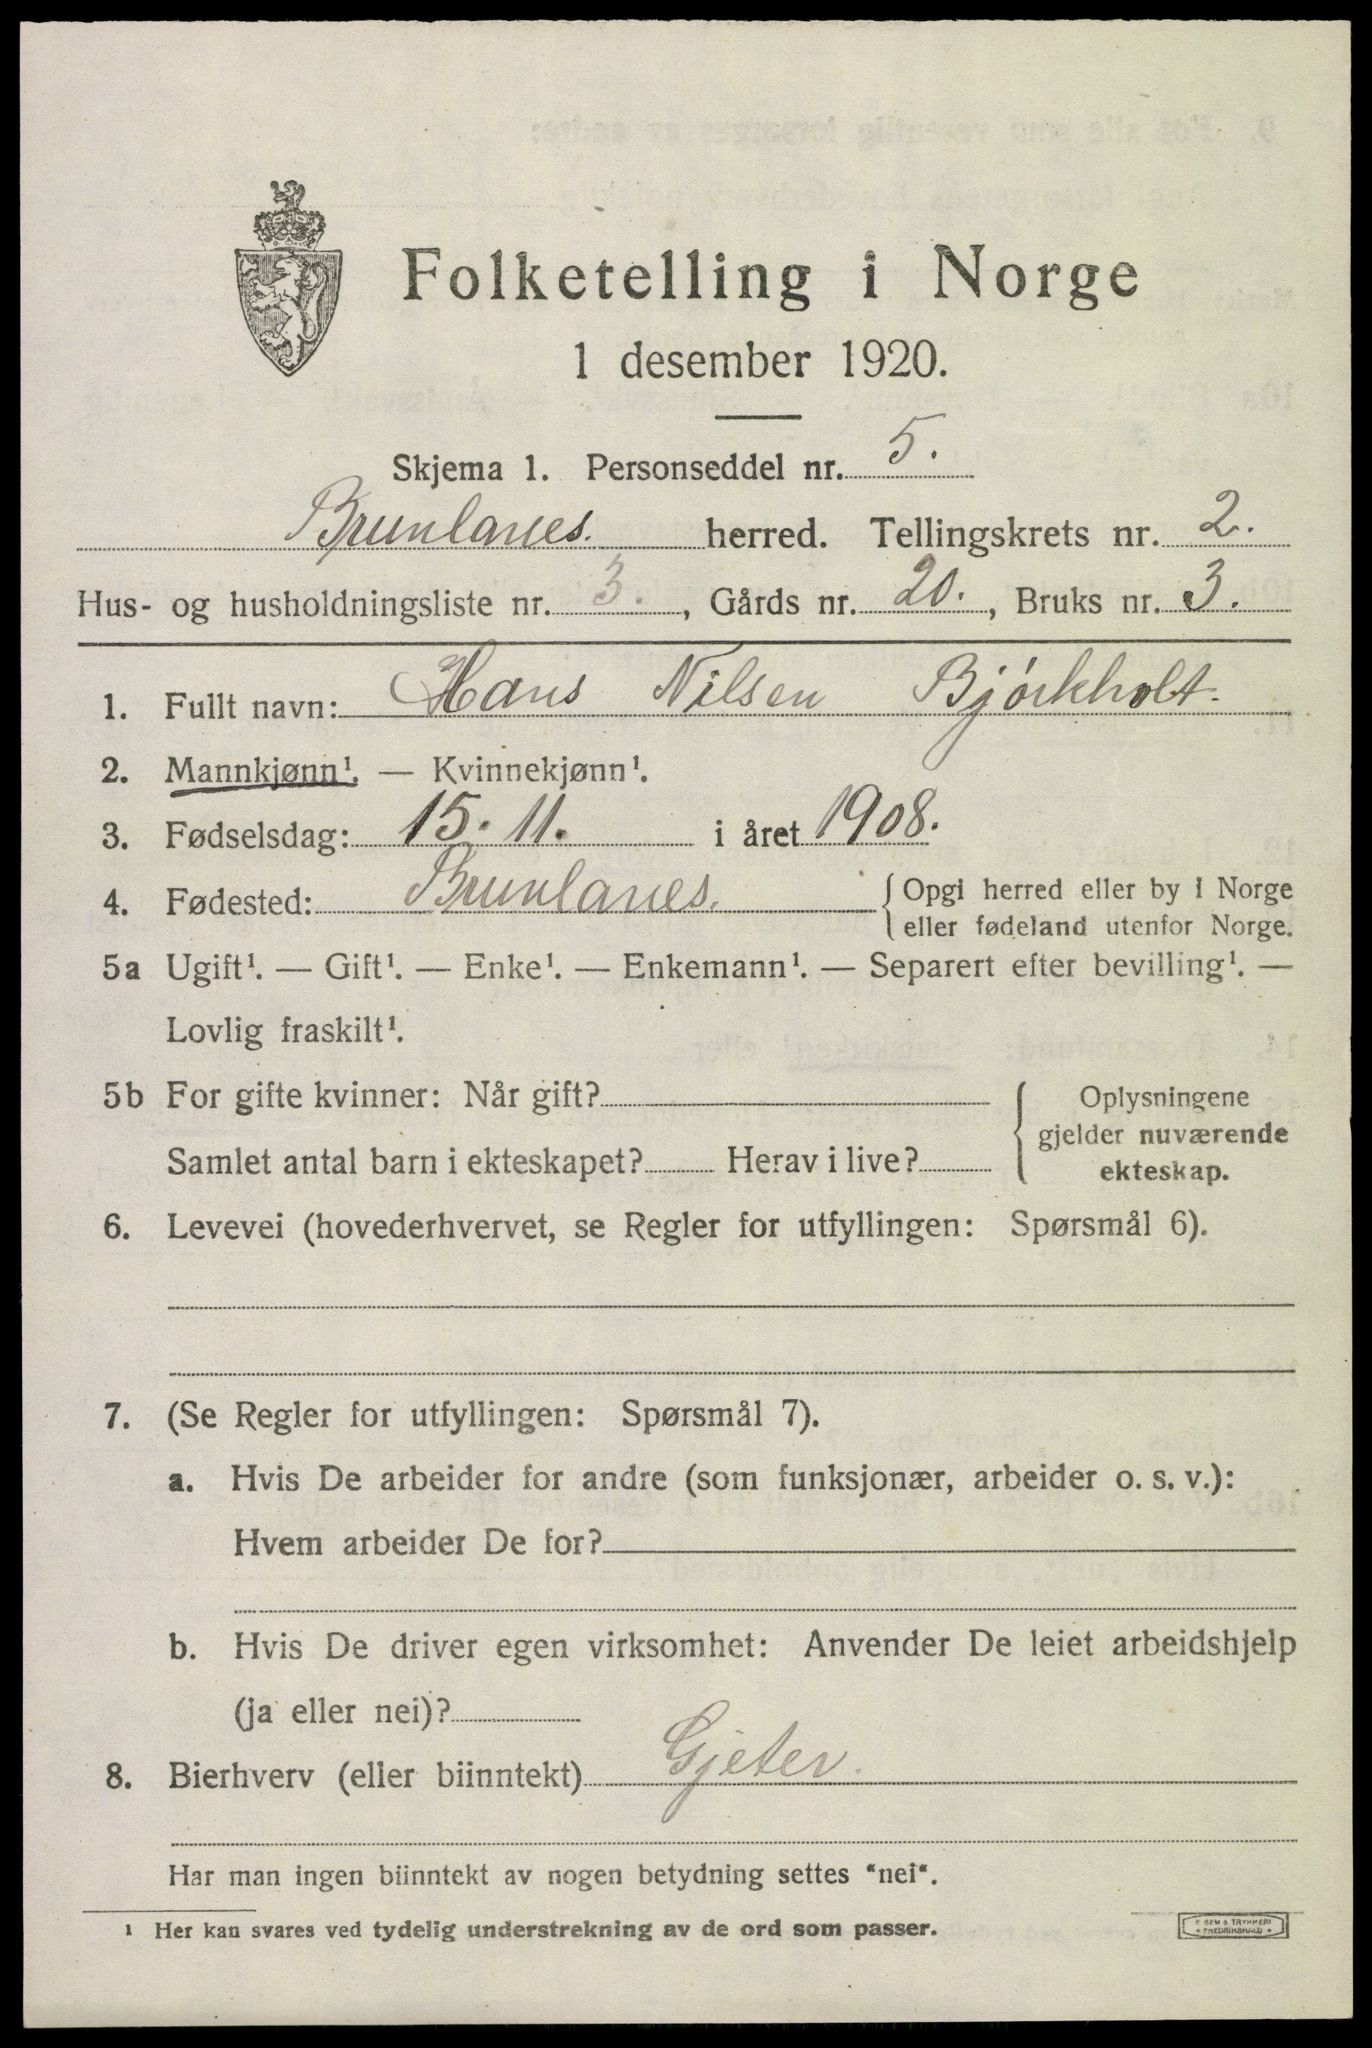 Folketelling i Norge
1 desember 1920.
Skjema 1. Personseddel nr. 5.
Brunlanes. herred. Tellingskrets nr. 2.
Hus- og husholdningsliste nr. 3., Gårds nr. 20., Bruks nr. 3.
1. Fullt navn: Hans Nilsen Bjórkholt.
2. Mannkjønn¹. — Kvinnekjønn¹.
3. Fødselsdag: 15. 11. i året 1908.
4. Fødested: Brunlanes. { Opgi herred eller by i Norge
eller fødeland utenfor Norge.
5a Ugift¹. — Gift¹. — Enke¹. — Enkemann¹. — Separert efter bevilling¹. —
Lovlig fraskilt¹.
5b For gifte kvinner: Når gift? { Oplysningene
gjelder nuværende
Samlet antal barn i ekteskapet? Herav i live? ekteskap.
6. Levevei (hovederhvervet, se Regler for utfyllingen: Spørsmål 6).
7. (Se Regler for utfyllingen: Spørsmål 7).
a. Hvis De arbeider for andre (som funksjonær, arbeider o. s. v.):
Hvem arbeider De for?
b. Hvis De driver egen virksomhet: Anvender De leiet arbeidshjelp
(ja eller nei)?
8. Bierhverv (eller biinntekt) Gjeter.
Har man ingen biinntekt av nogen betydning settes "nei".
¹ Her kan svares ved tydelig understrekning av de ord som passer.
SEM & TRYKKERI
FREDRIKSHALD